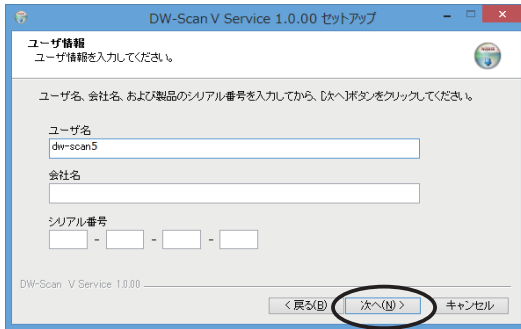 DW-Scan V Service 1.0.00 セットアップ
ユーザ情報
ユーザ情報を入力してください。
ユーザ名、会社名、および製品のシリアル番号を入力してから、[次へ]ボタンをクリックしてください。
ユーザ名
dw-scan5
会社名
シリアル番号
- - -
DW-Scan V Service 1.0.00
< 戻る(B) 次へ(N) > キャンセル